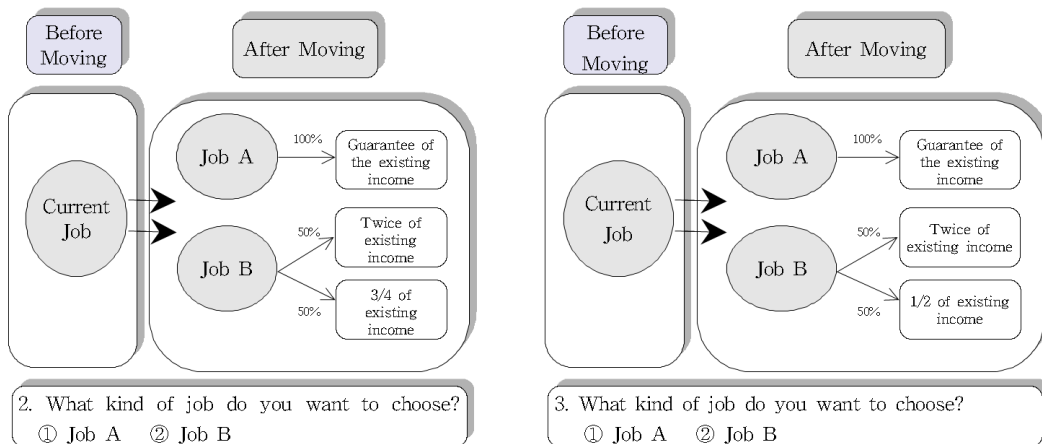 Before
Moving
After Moving
Current
Job
Job A
100%
Guarantee of
the existing
income
Job B
50%
Twice of
existing
income
50%
3/4 of
existing
income
2. What kind of job do you want to choose?
① Job A ② Job B
Before
Moving
After Moving
Current
Job
Job A
100%
Guarantee of
the existing
income
Job B
50%
Twice of
existing income
50%
1/2 of existing
income
3. What kind of job do you want to choose?
① Job A ② Job B